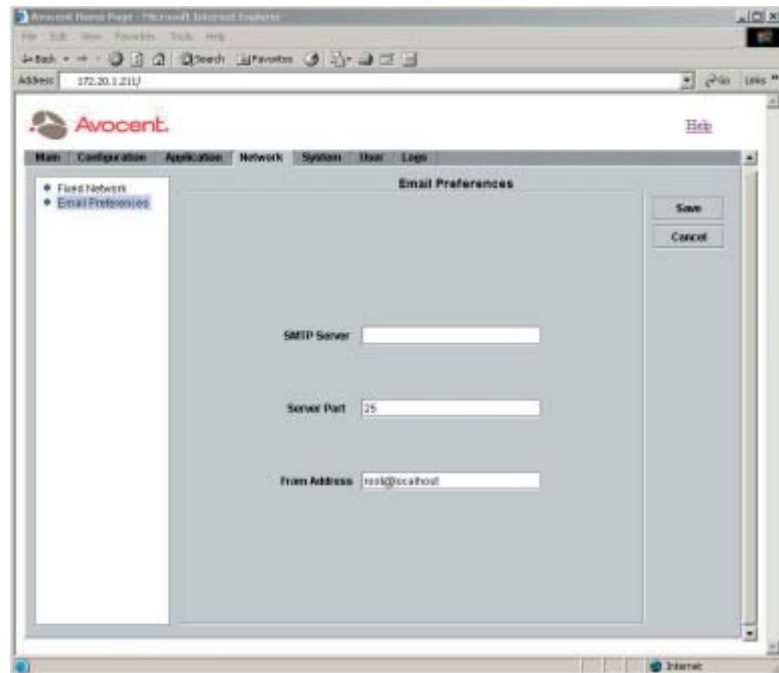 Avocent Home Page - Microsoft Internet Explorer
File Edit View Favorites Tools Help
Back Search Favorites
Address 172.20.1.211/ Go Links "
Avocent. Help
Main Configuration Application Network System User Logs
Fixed Network
Email Preferences
Email Preferences
Save
Cancel
SMTP Server
Server Port 25
From Address root@localhost
Internet